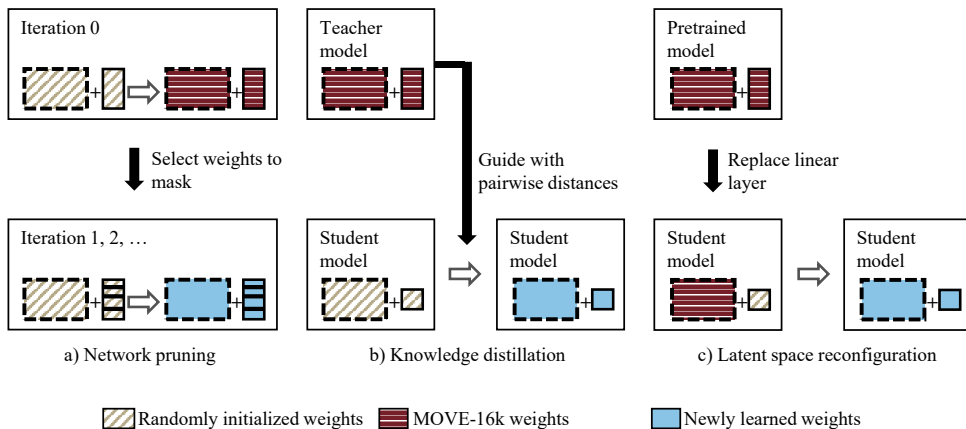 Iteration 0
+
+
Select weights to
mask
Iteration 1, 2, …
+
+
a) Network pruning
Teacher
model
+
Guide with
pairwise distances
Student
model
+
Student
model
+
b) Knowledge distillation
Pretrained
model
+
Replace linear
layer
Student
model
+
Student
model
+
c) Latent space reconfiguration
Randomly initialized weights
MOVE-16k weights
Newly learned weights